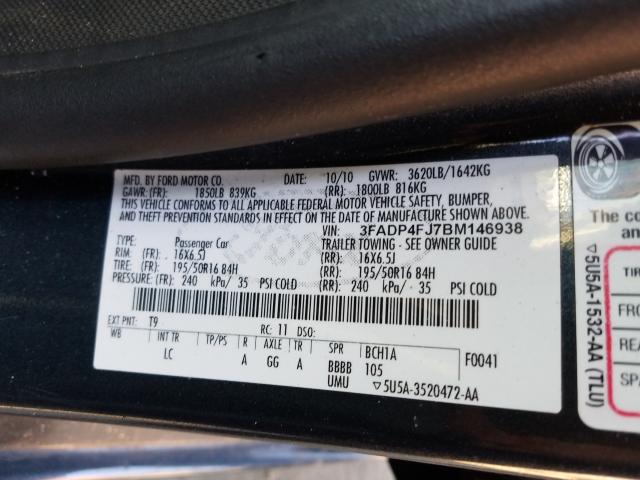 MFD. BY FORD MOTOR CO.
DATE: 10/10 GVWR: 3620LB/1642KG
GAWR: (FR): 1850LB 839KG (RR): 1800LB 816KG
THIS VEHICLE CONFORMS TO ALL APPLICABLE FEDERAL MOTOR VEHICLE SAFETY, BUMPER,
AND THEFT PREVENTION STANDARDS IN EFFECT ON THE DATE OF MANUFACTURE SHOWN ABOVE.
VIN: 3FADP4FJ7BM146938
TYPE: Passenger Car TRAILER TOWING - SEE OWNER GUIDE
RIM: (FR): 16X6.5J (RR): 16X6.5J
TIRE: (FR): 195/50R16 84H (RR): 195/50R16 84H
PRESSURE: (FR): 240 kPa/ 35 PSI COLD (RR): 240 kPa/ 35 PSI COLD
EXT PNT: T9 RC: 11 DSO:
WB INT TR TP/PS R AXLE TR SPR BCH1A F0041
LC A GG A BBBB 105
UMU ▽5U5A-3520472-AA
▽5U5A-1532-AA (TLU)
The co
TI
FRO
REA
SPA